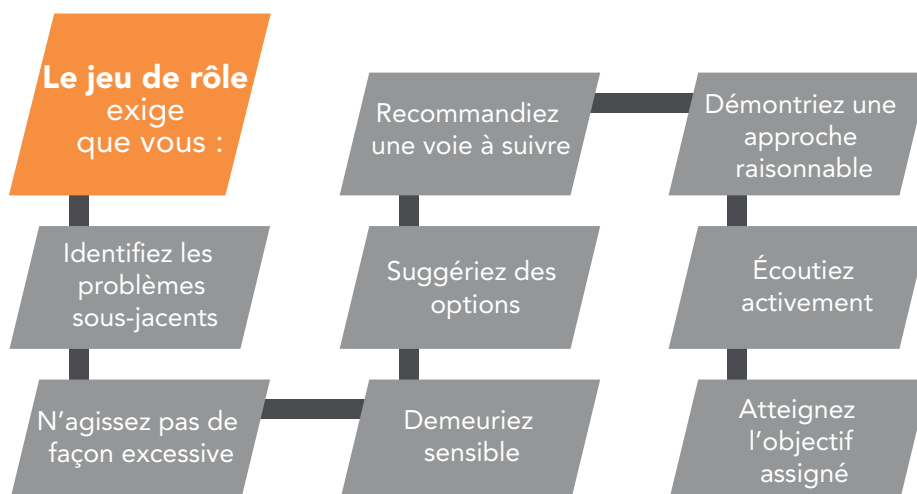 Le jeu de rôle
exige
que vous :
Identifiez les
problèmes
sous-jacents
N'agissez pas de
façon excessive
Demeuriez
sensible
Suggériez des
options
Recommandiez
une voie à suivre
Démontriez une
approche
raisonnable
Écoutiez
activement
Atteignez
l'objectif
assigné